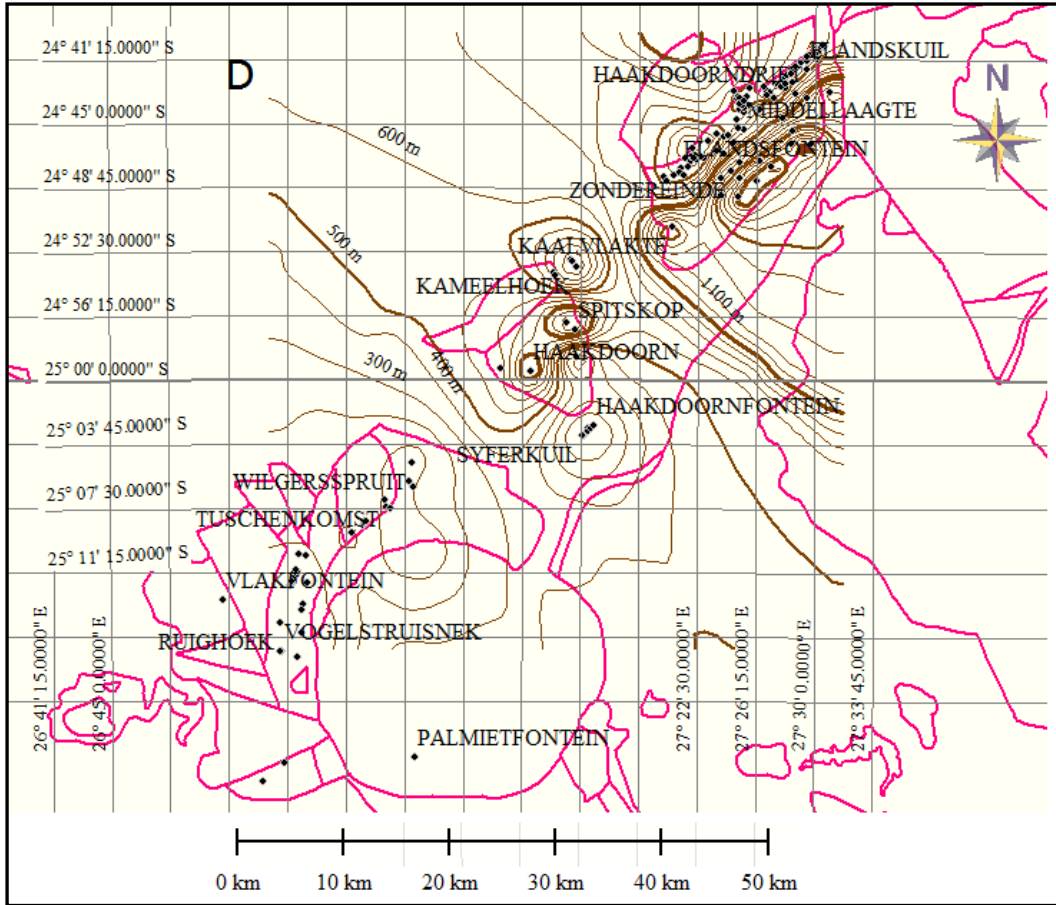 24° 41' 15.0000" S
ELANDSKUIL
D
HAAKDOORNDRIFT
N
24° 45' 0.0000" S
MIDDELLAAGTE
600 m
ELANDSFONTEIN
24° 48' 45.0000" S
ZONDEREINDE
24° 52' 30.0000" S
500 m
KAALVLAKTE
KAMEELHOEK
1100 m
24° 56' 15.0000" S
SPITSKOP
HAAKDOORN
25° 00' 0.0000" S
300 m
400 m
HAAKDOORNFONTEIN
25° 03' 45.0000" S
SYFERKUIL
25° 07' 30.0000" S
WILGERSSPRUIT
TUSCHENKOMST
25° 11' 15.0000" S
VLAKFONTEIN
RUIGHOEK
VOGELSTRUISNEK
26° 41' 15.0000" E
26° 45' 0.0000" E
27° 22' 30.0000" E
27° 26' 15.0000" E
27° 30' 0.0000" E
27° 33' 45.0000" E
PALMIETFONTEIN
0 km
10 km
20 km
30 km
40 km
50 km